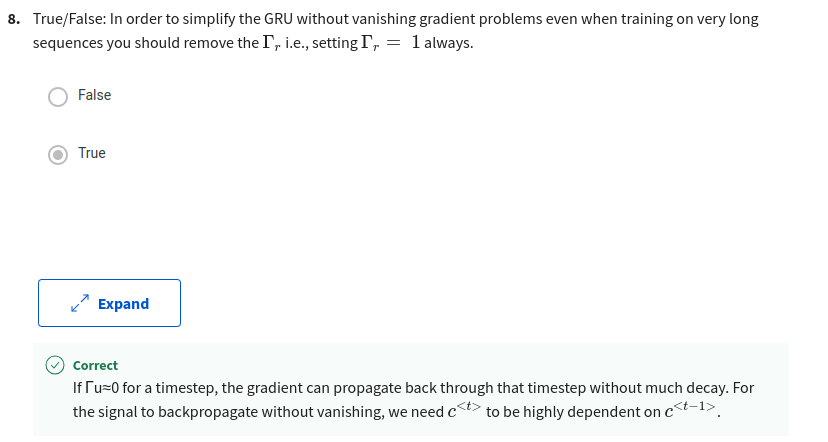 8. True/False: In order to simplify the GRU without vanishing gradient problems even when training on very long
sequences you should remove the Γᵣ i.e., setting Γᵣ = 1 always.
False
True
Expand
Correct
If Γu≈0 for a timestep, the gradient can propagate back through that timestep without much decay. For
the signal to backpropagate without vanishing, we need c<t> to be highly dependent on c<t−1>.